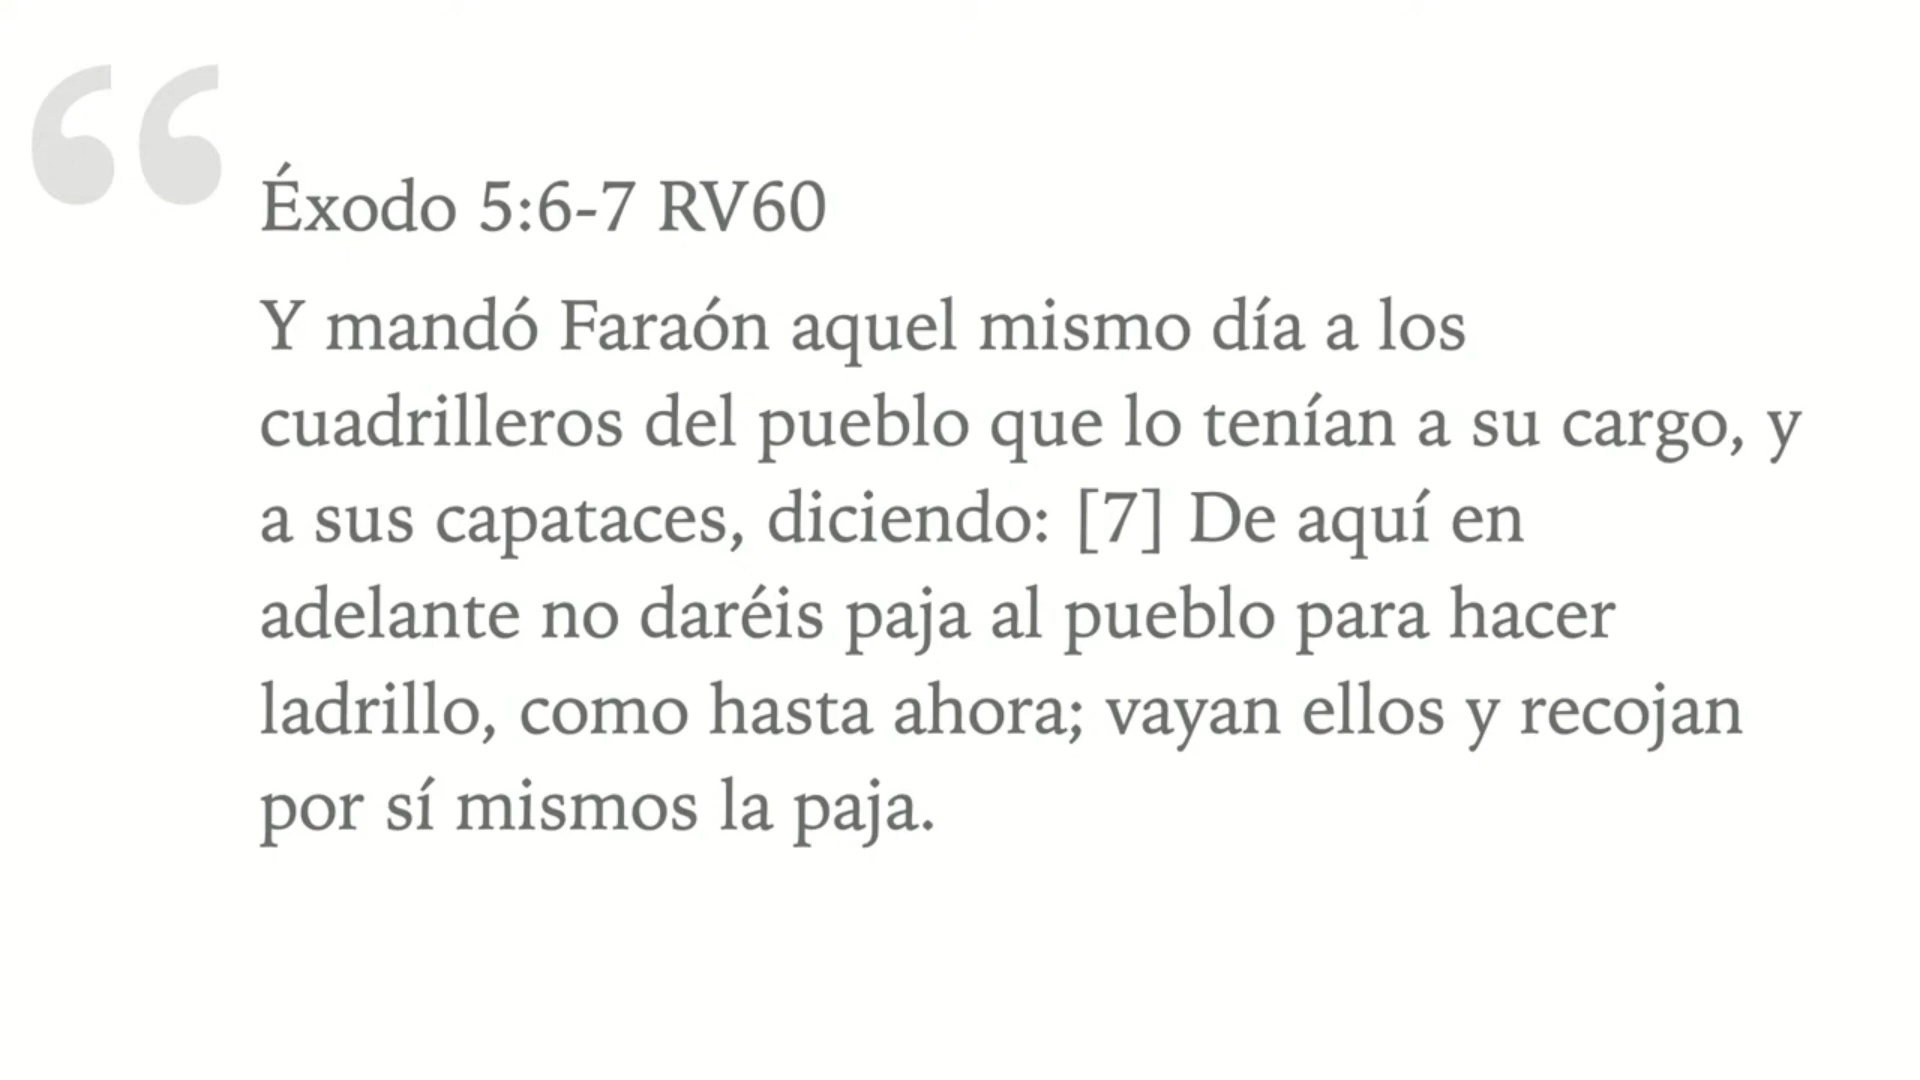 “
Éxodo 5:6-7 RV60
Y mandó Faraón aquel mismo día a los
cuadrilleros del pueblo que lo tenían a su cargo, y
a sus capataces, diciendo: [7] De aquí en
adelante no daréis paja al pueblo para hacer
ladrillo, como hasta ahora; vayan ellos y recojan
por sí mismos la paja.